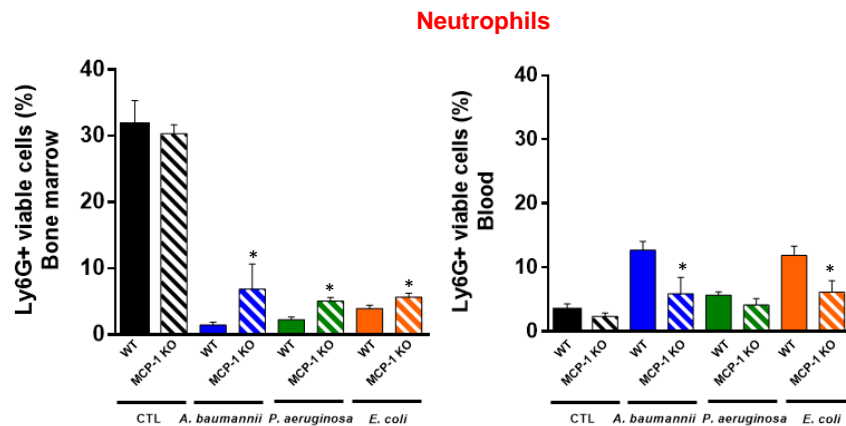 Neutrophils
Ly6G+ viable cells (%)
Bone marrow
40
30
20
10
0
*
*
*
WT
MCP-1 KO
WT
MCP-1 KO
WT
MCP-1 KO
WT
MCP-1 KO
CTL
A. baumannii
P. aeruginosa
E. coli
Ly6G+ viable cells (%)
Blood
40
30
20
10
0
*
*
WT
MCP-1 KO
WT
MCP-1 KO
WT
MCP-1 KO
WT
MCP-1 KO
CTL
A. baumannii
P. aeruginosa
E. coli